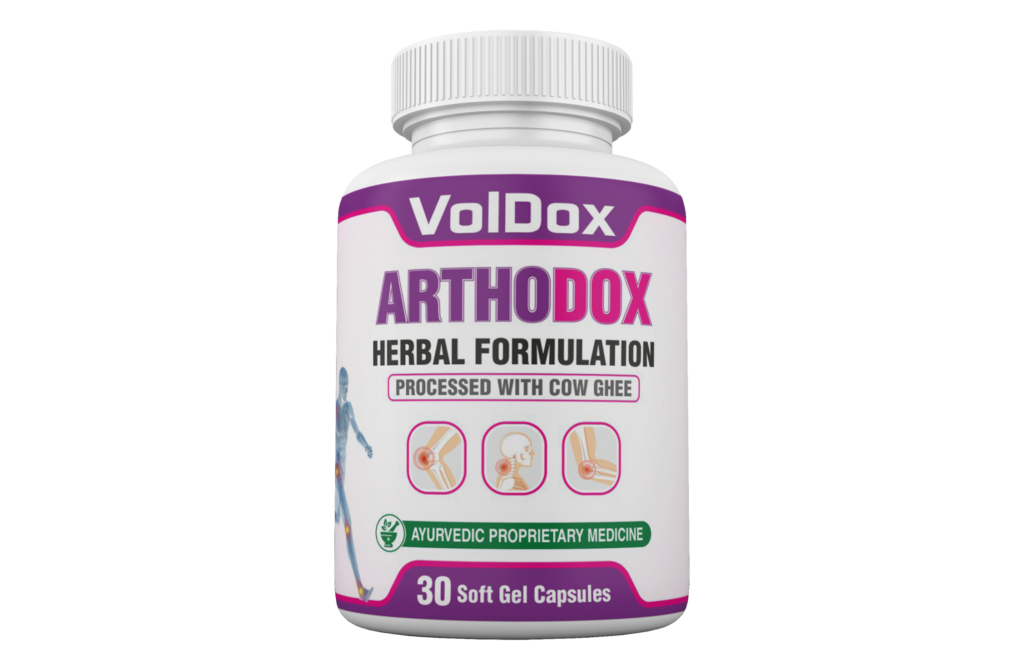 VolDox
ARTHODOX
HERBAL FORMULATION
PROCESSED WITH COW GHEE
AYURVEDIC PROPRIETARY MEDICINE
30 Soft Gel Capsules